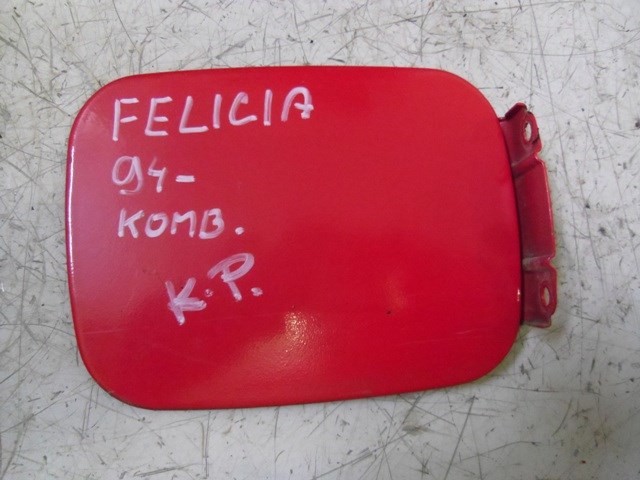 FELICIA
94-
KOMB.
K.P.